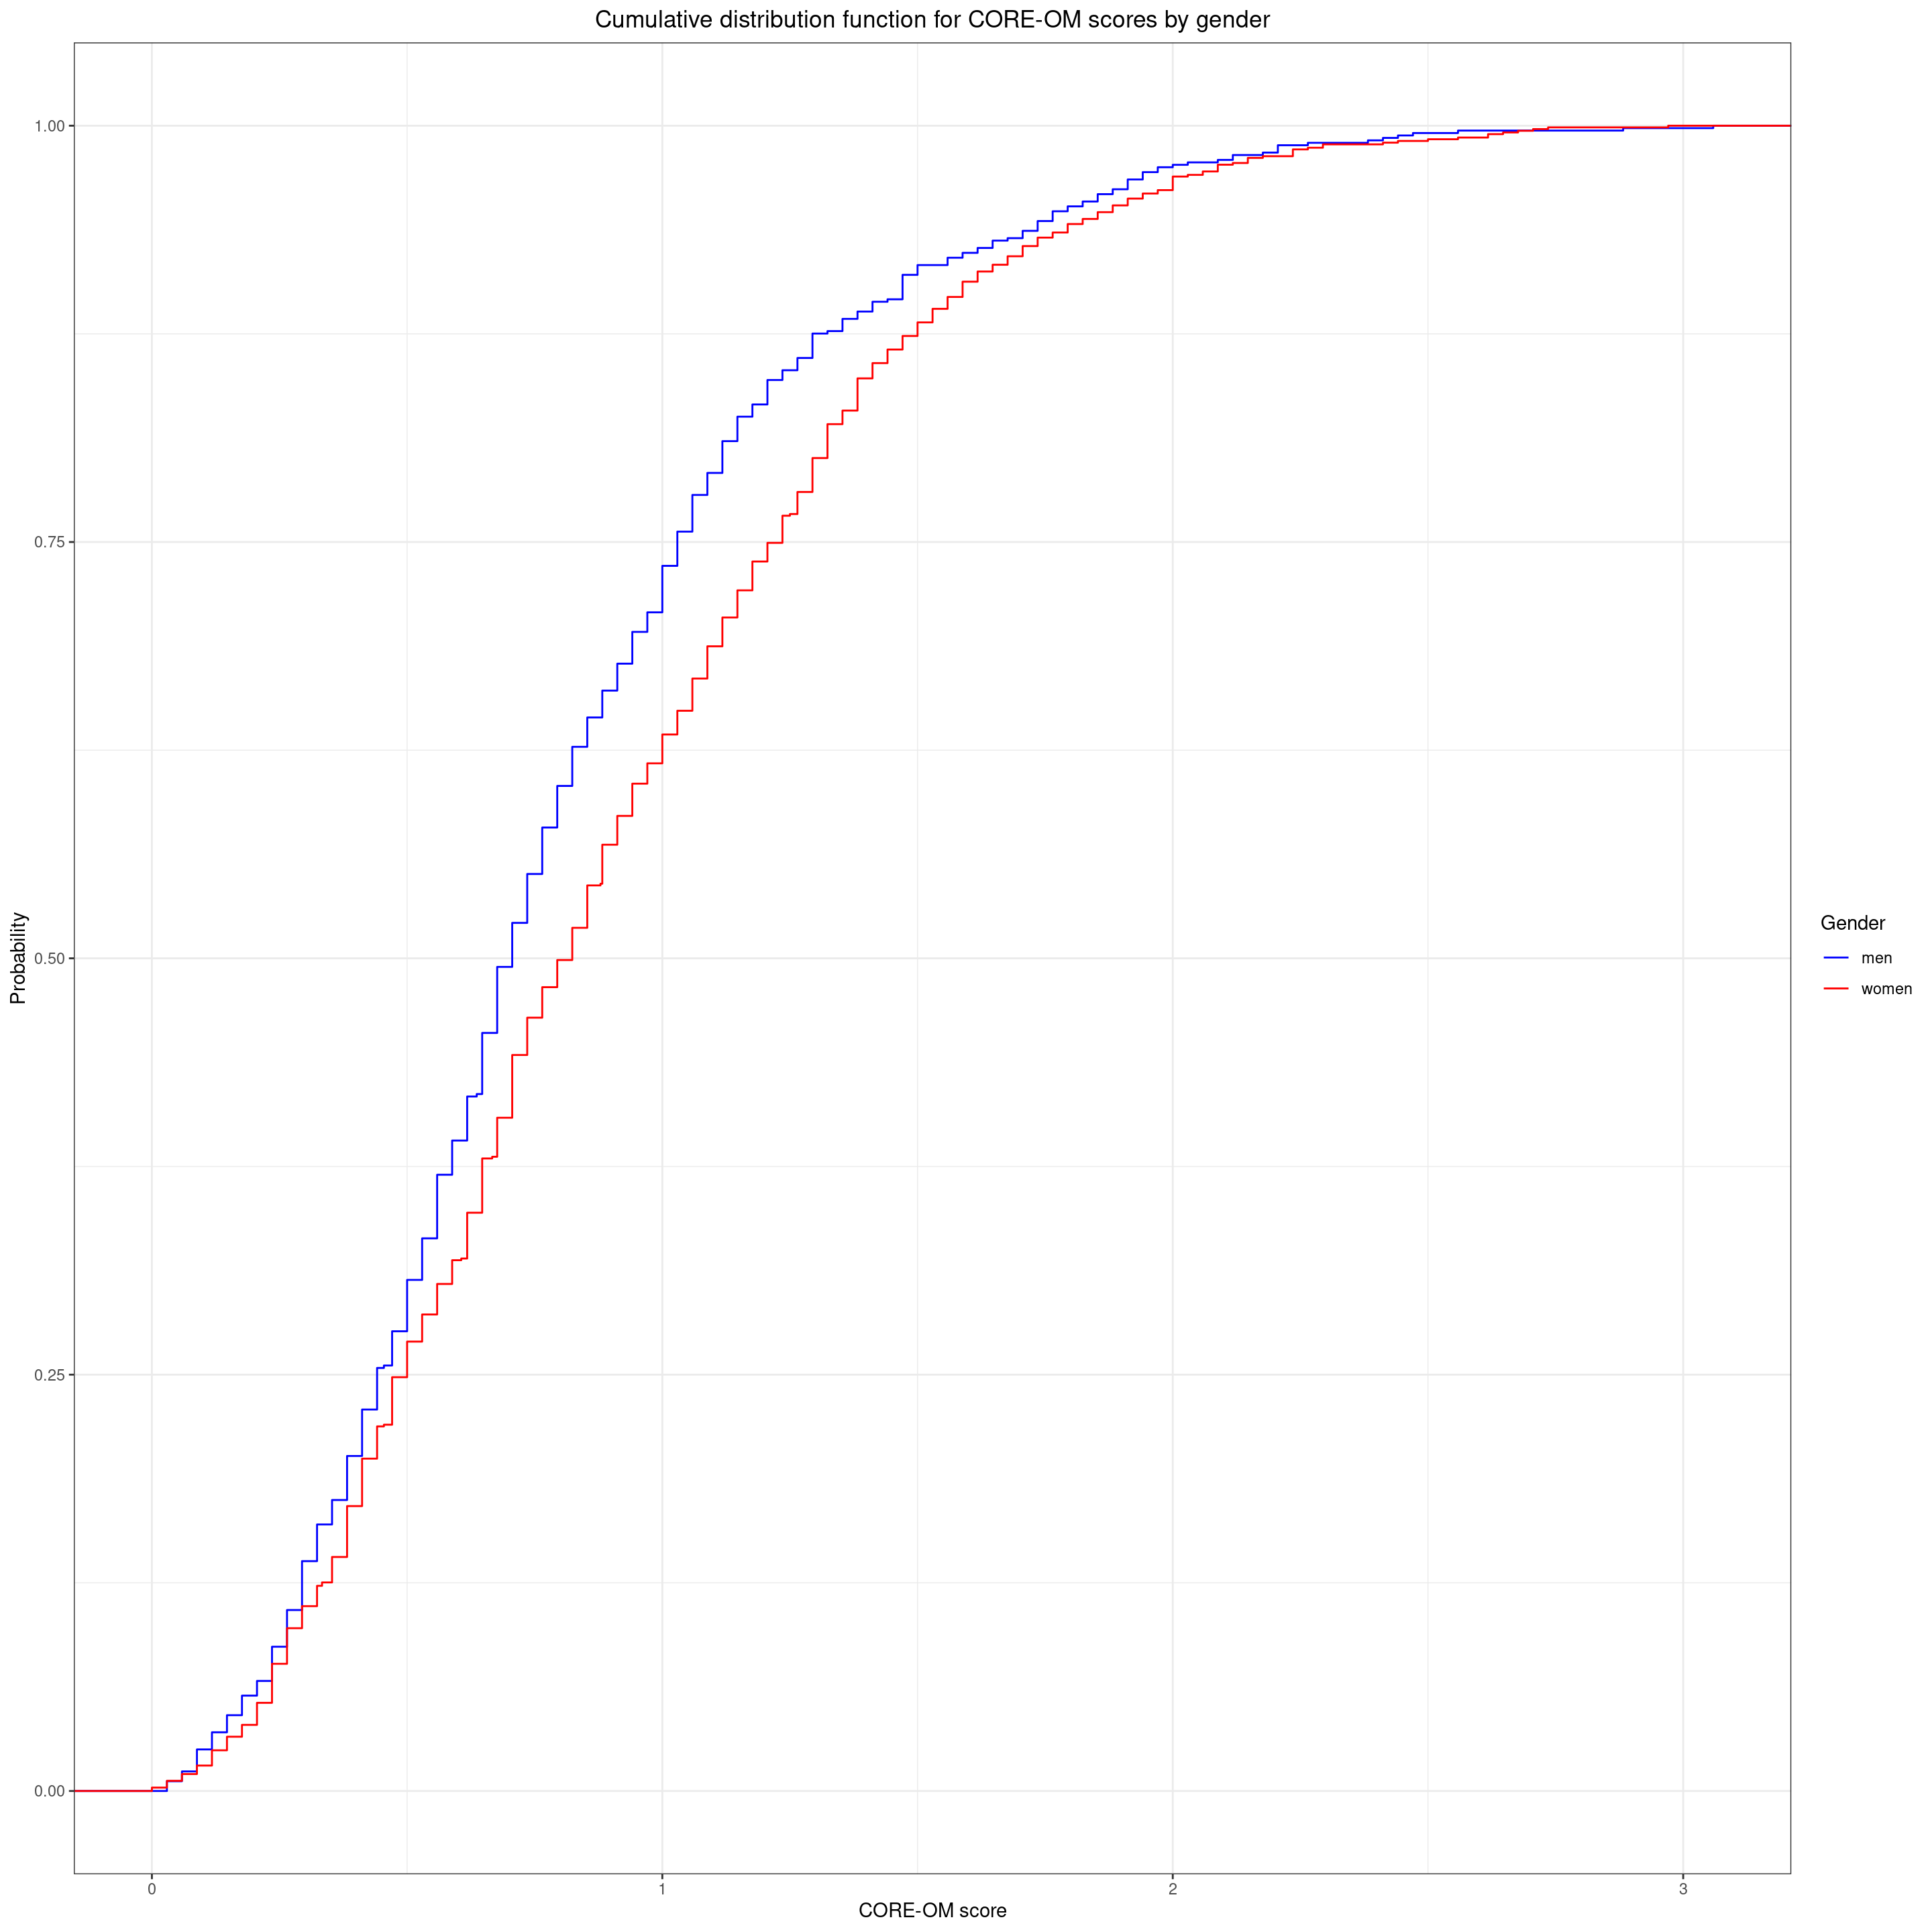 Cumulative distribution function for CORE-OM scores by gender
1.00
0.75
0.50
0.25
0.00
Probability
0
1
2
3
CORE-OM score
Gender
men
women